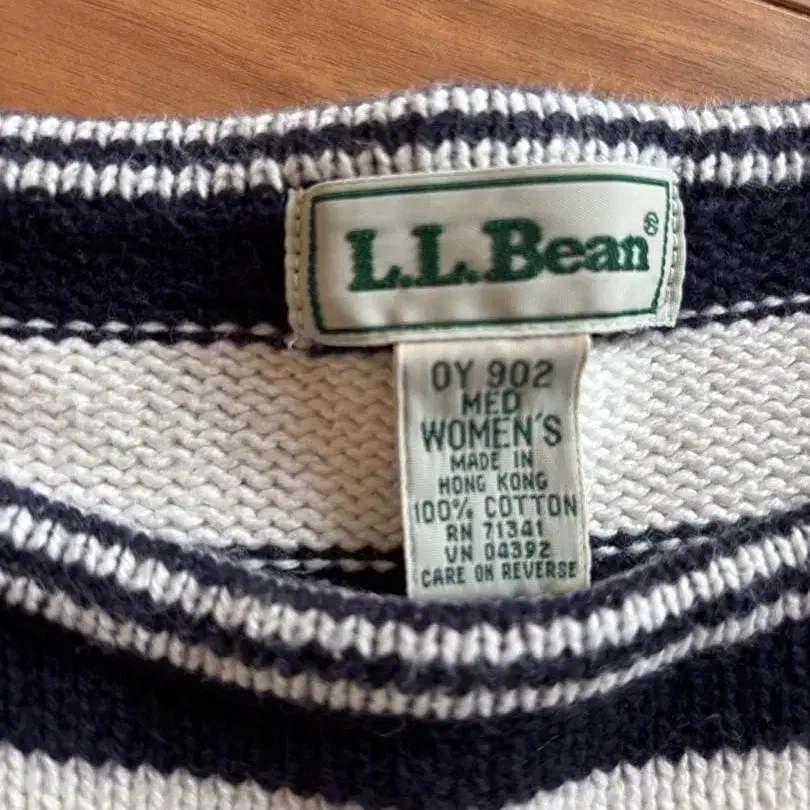 L.L.Bean®
OY 902
MED
WOMEN'S
MADE IN
HONG KONG
100% COTTON
RN 71341
VN 04392
CARE ON REVERSE